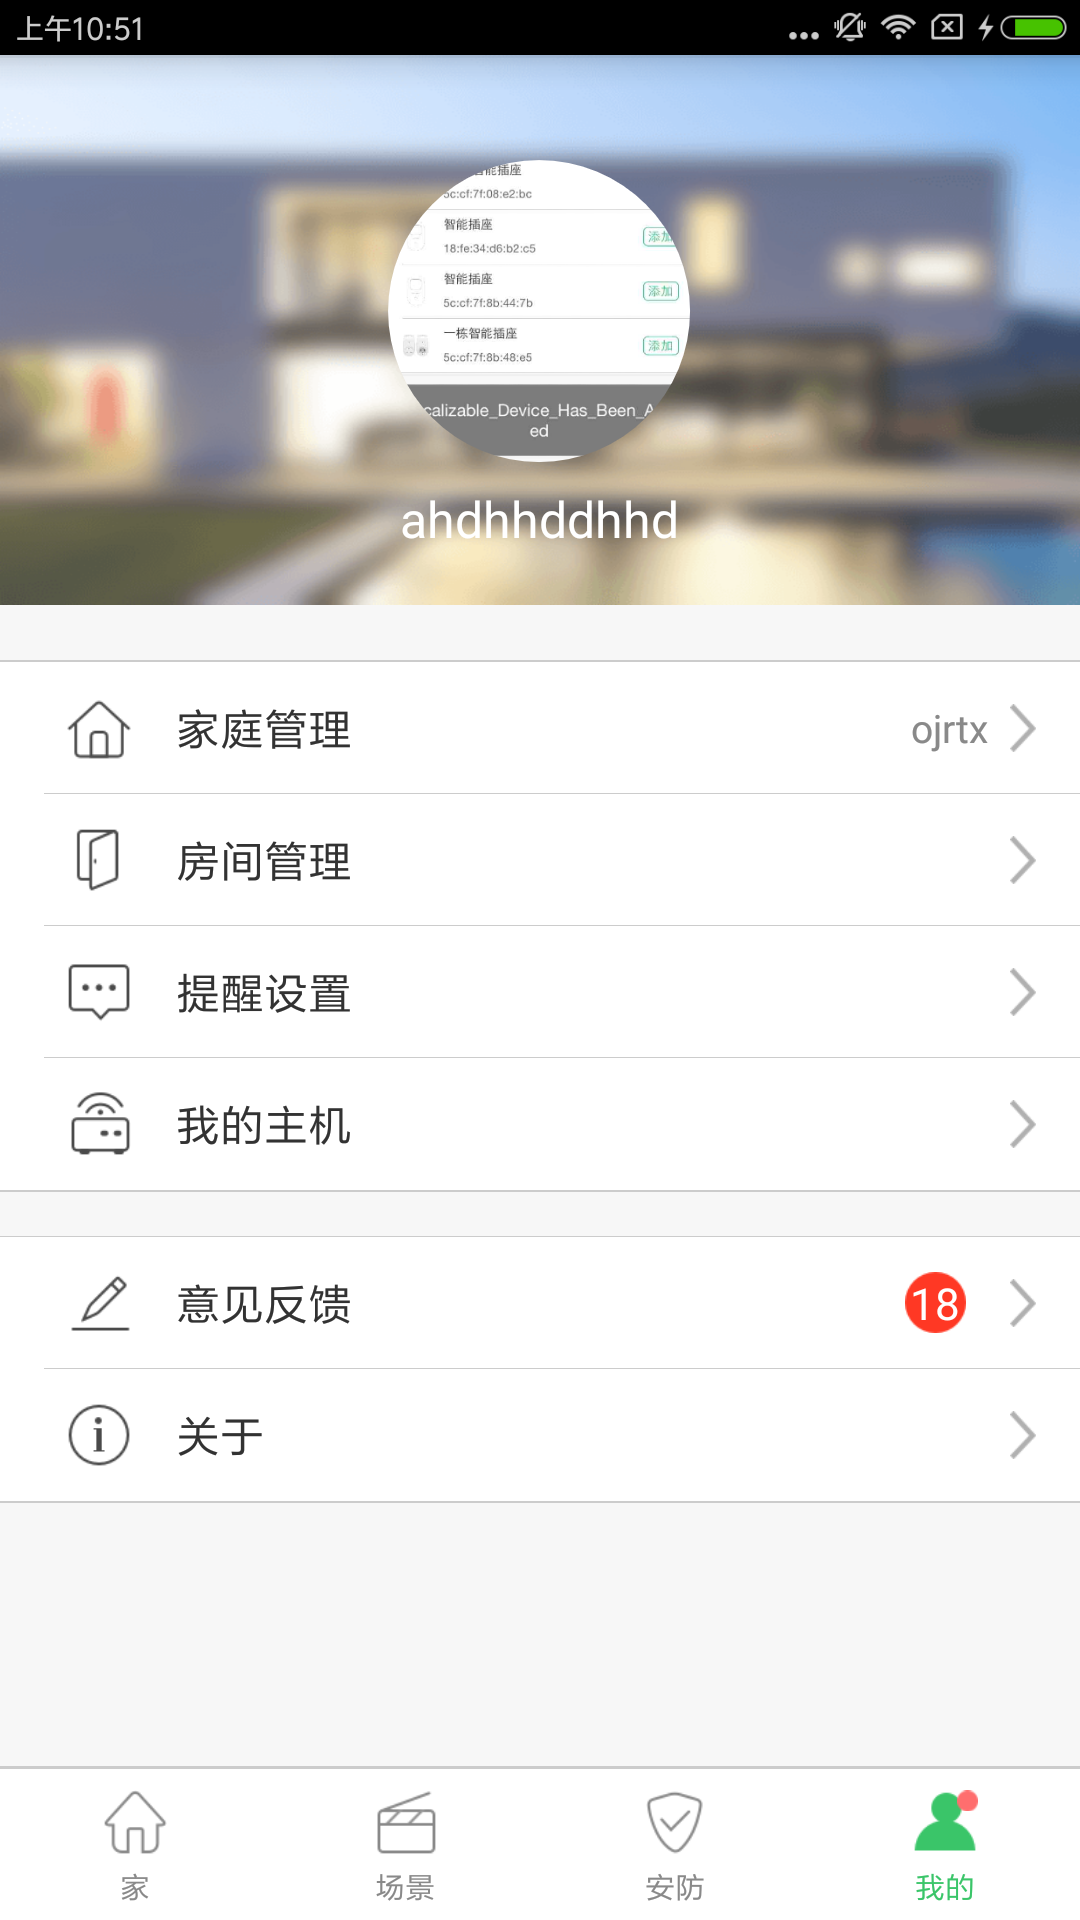 上午10:51
智能插座
5c:cf:7f:08:e2:bc
智能插座
添加
18:fe:34:d6:b2:c5
智能插座
添加
5c:cf:7f:8b:44:7b
一栋智能插座
添加
5c:cf:7f:8b:48:e5
calizable_Device_Has_Been_A
ed
ahdhhddhhd
家庭管理 ojrtx
房间管理
提醒设置
我的主机
意见反馈 18
关于
家 场景 安防 我的